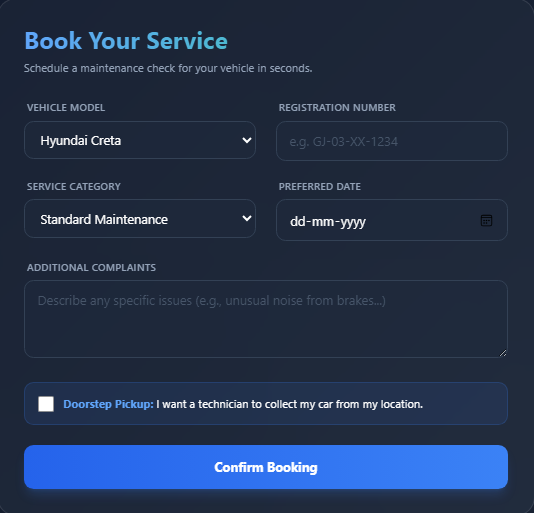 Book Your Service
Schedule a maintenance check for your vehicle in seconds.
VEHICLE MODEL
REGISTRATION NUMBER
Hyundai Creta
e.g. GJ-03-XX-1234
SERVICE CATEGORY
PREFERRED DATE
Standard Maintenance
dd-mm-yyyy
ADDITIONAL COMPLAINTS
Describe any specific issues (e.g., unusual noise from brakes...)
Doorstep Pickup: I want a technician to collect my car from my location.
Confirm Booking